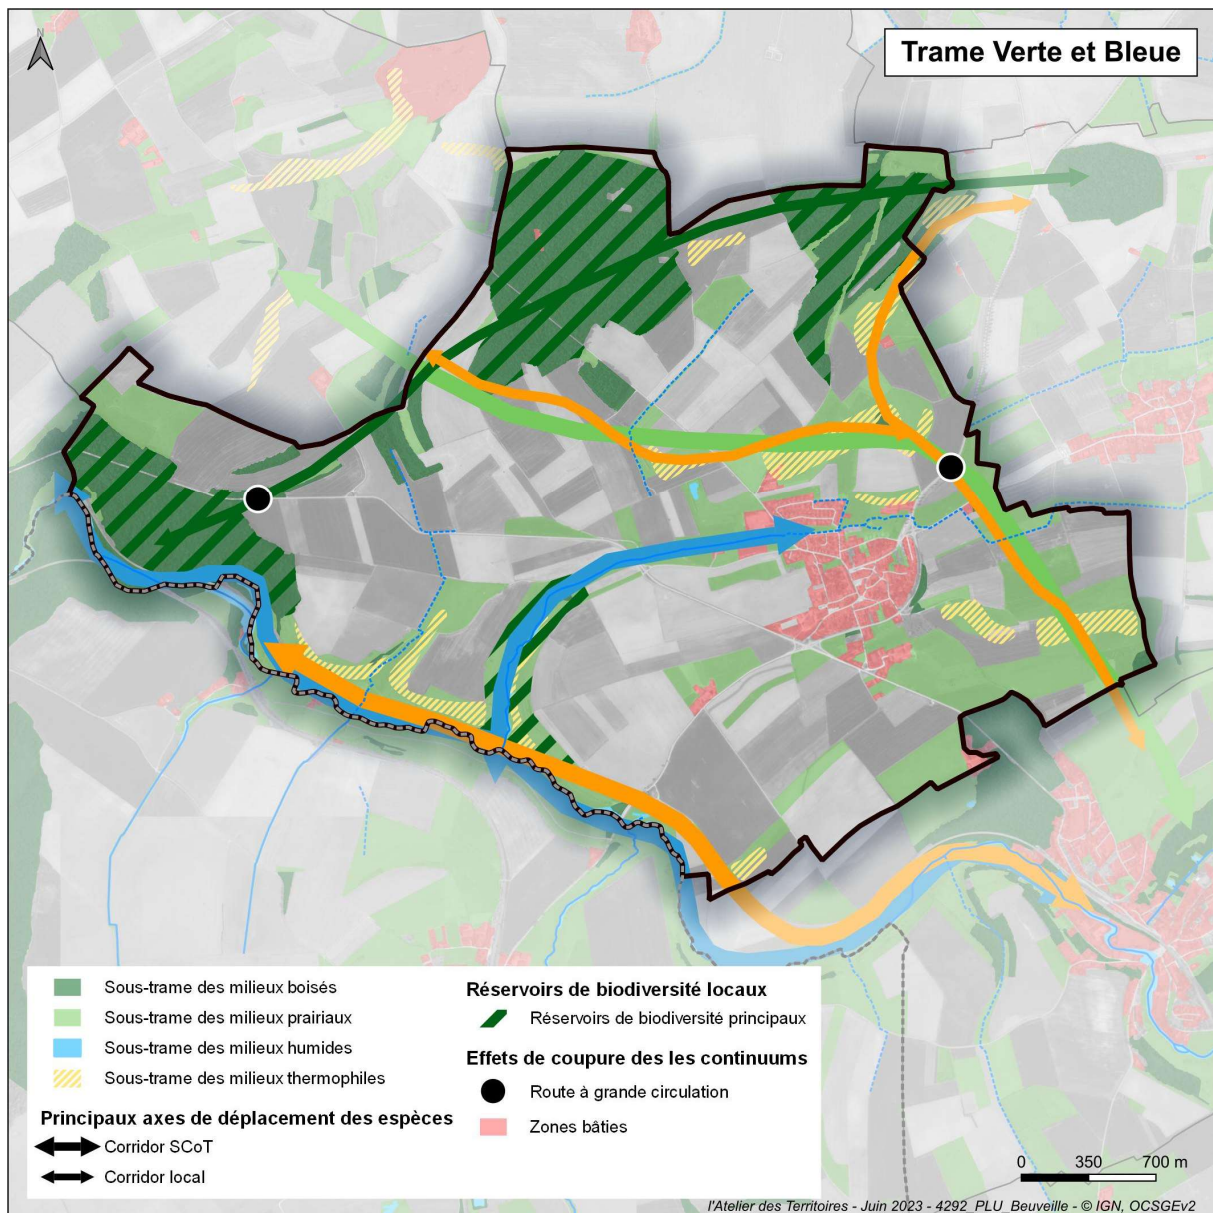 N
Trame Verte et Bleue
Sous-trame des milieux boisés
Sous-trame des milieux prairiaux
Sous-trame des milieux humides
Sous-trame des milieux thermophiles
Principaux axes de déplacement des espèces
Corridor SCoT
Corridor local
Réservoirs de biodiversité locaux
Réservoirs de biodiversité principaux
Effets de coupure des les continuums
Route à grande circulation
Zones bâties
0 350 700 m
l'Atelier des Territoires - Juin 2023 - 4292_PLU_Beuveille - © IGN, OCSGEv2